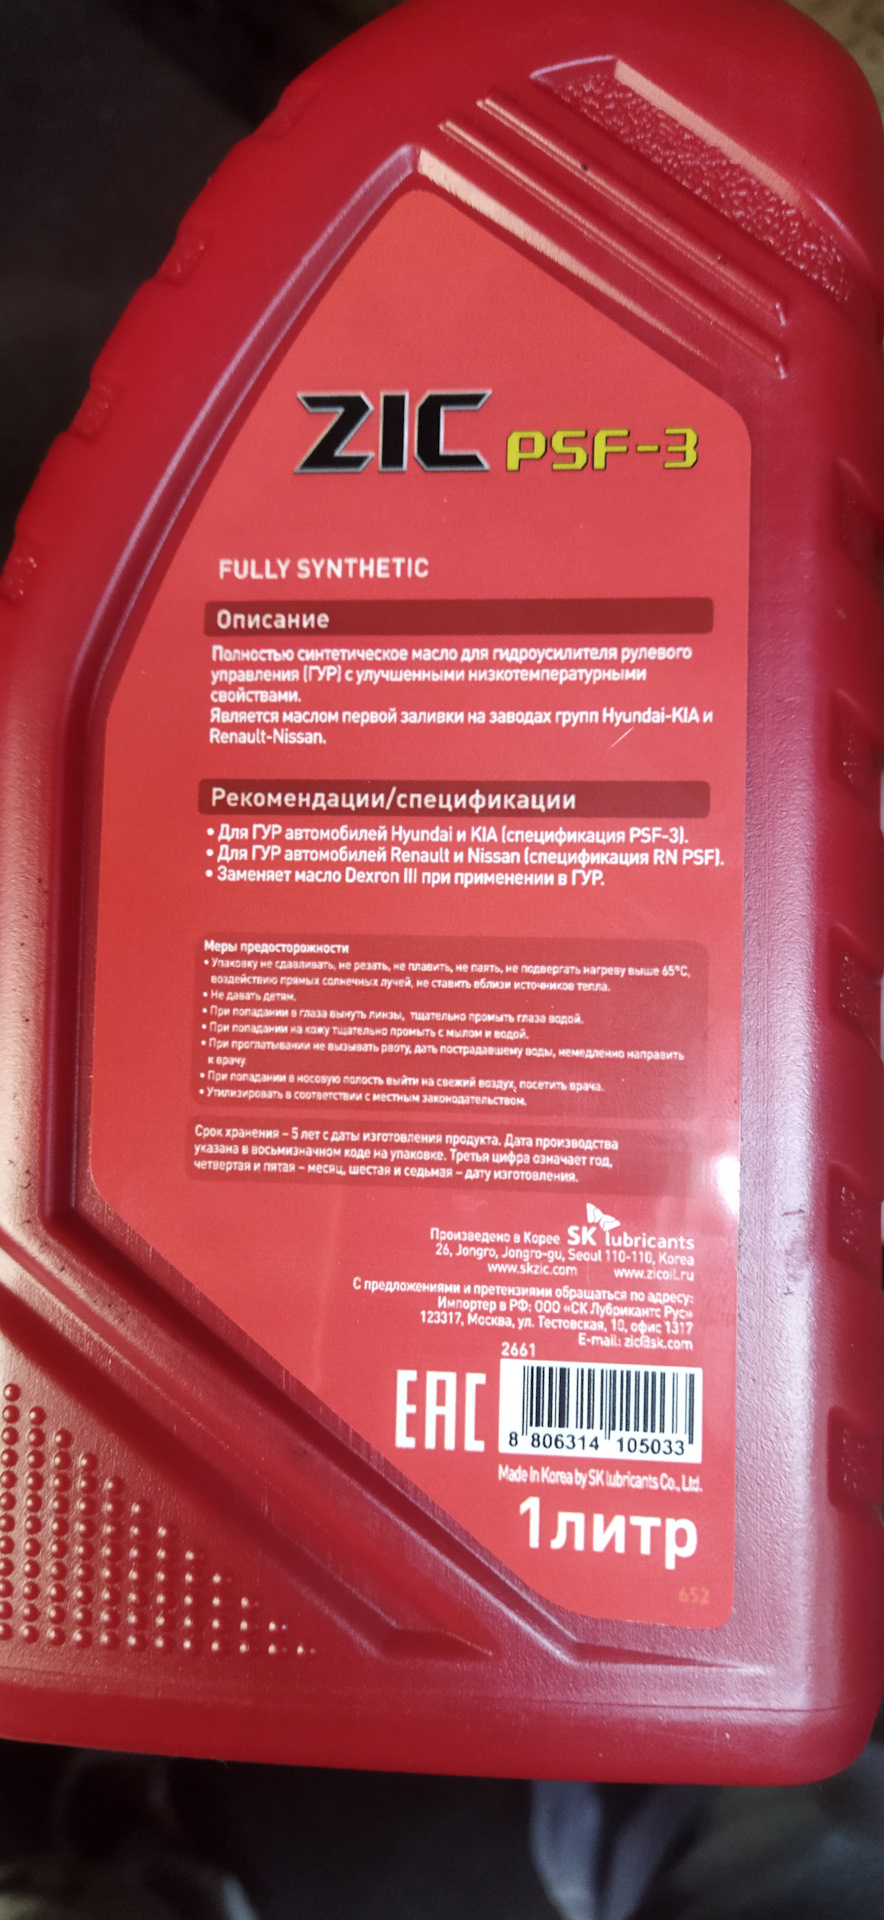 ZIC PSF-3
FULLY SYNTHETIC
Описание
Полностью синтетическое масло для гидроусилителя рулевого
управления (ГУР) с улучшенными низкотемпературными
свойствами.
Является маслом первой заливки на заводах групп Hyundai-KIA и
Renault-Nissan.
Рекомендации/спецификации
• Для ГУР автомобилей Hyundai и KIA (спецификация PSF-3).
• Для ГУР автомобилей Renault и Nissan (спецификация RN PSF).
• Заменяет масло Dexron III при применении в ГУР.
Меры предосторожности
• Упаковку не сдавливать, не резать, не плавить, не паять, не подвергать нагреву выше 65°C,
воздействию прямых солнечных лучей, не ставить вблизи источников тепла.
• Не давать детям.
• При попадании в глаза вынуть линзы, тщательно промыть глаза водой.
• При попадании на кожу тщательно промыть с мылом и водой.
• При проглатывании не вызывать рвоту, дать пострадавшему воды, немедленно направить
к врачу.
• При попадании в носовую полость выйти на свежий воздух, посетить врача.
• Утилизировать в соответствии с местным законодательством.
Срок хранения – 5 лет с даты изготовления продукта. Дата производства
указана в восьмизначном коде на упаковке. Третья цифра означает год,
четвертая и пятая – месяц, шестая и седьмая – дату изготовления.
Произведено в Корее SK lubricants
26, Jongro, Jongro-gu, Seoul 110-110, Korea
www.skzic.com www.zicoil.ru
С предложениями и претензиями обращаться по адресу:
Импортер в РФ: ООО «СК Лубрикантс Рус»
123317, Москва, ул. Тестовская, 10, офис 1317
E-mail: zic@sk.com
2661
EAC
8 806314 105033
Made In Korea by SK lubricants Co., Ltd.
1 литр
652